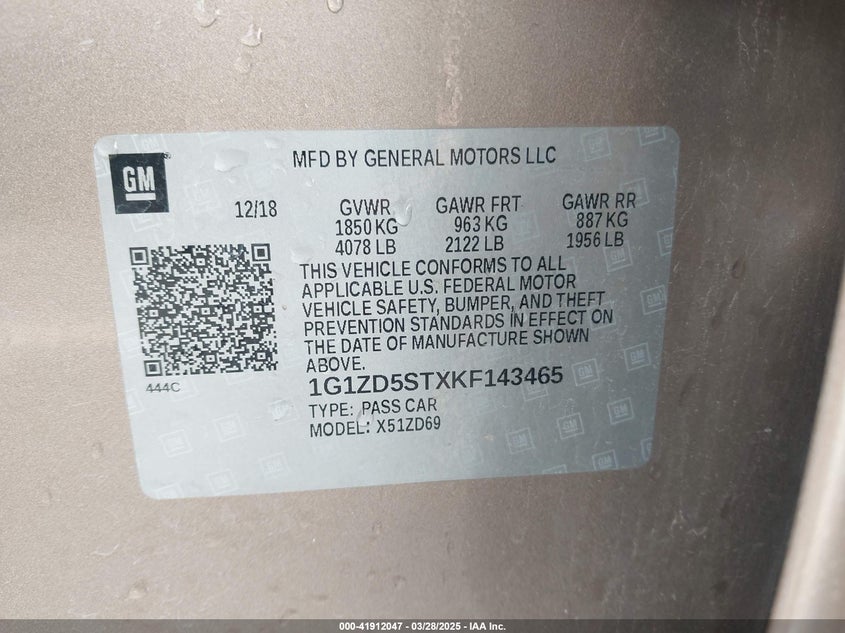 GM
MFD BY GENERAL MOTORS LLC
12/18 GVWR GAWR FRT GAWR RR
1850 KG 963 KG 887 KG
4078 LB 2122 LB 1956 LB
THIS VEHICLE CONFORMS TO ALL
APPLICABLE U.S. FEDERAL MOTOR
VEHICLE SAFETY, BUMPER, AND THEFT
PREVENTION STANDARDS IN EFFECT ON
THE DATE OF MANUFACTURE SHOWN
ABOVE.
444C
1G1ZD5STXKF143465
TYPE: PASS CAR
MODEL: X51ZD69
000-41912047 - 03/28/2025 - IAA Inc.